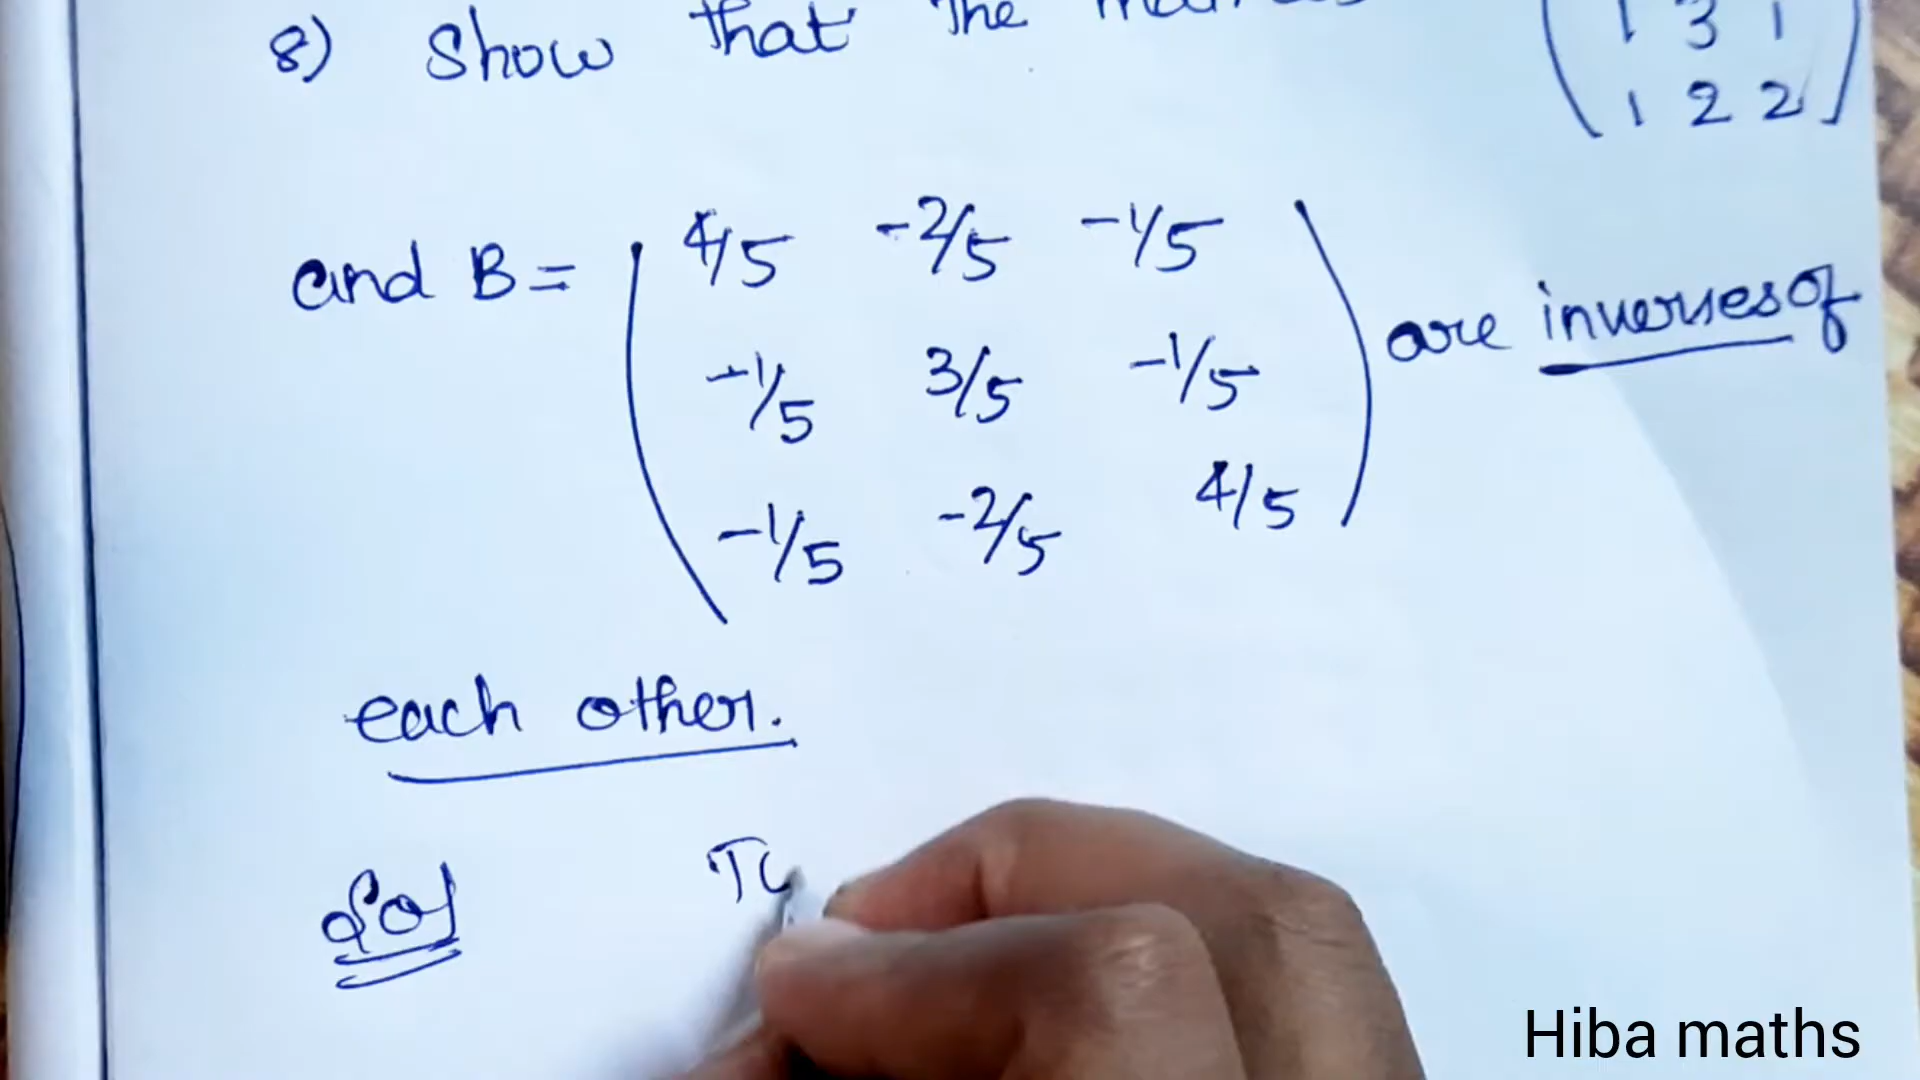 8) Show that the
1 3 1
1 2 2
and B = 4/5 -2/5 -1/5 are inverses of
-1/5 3/5 -1/5
-1/5 -2/5 4/5
each other.
Sol
Hiba maths